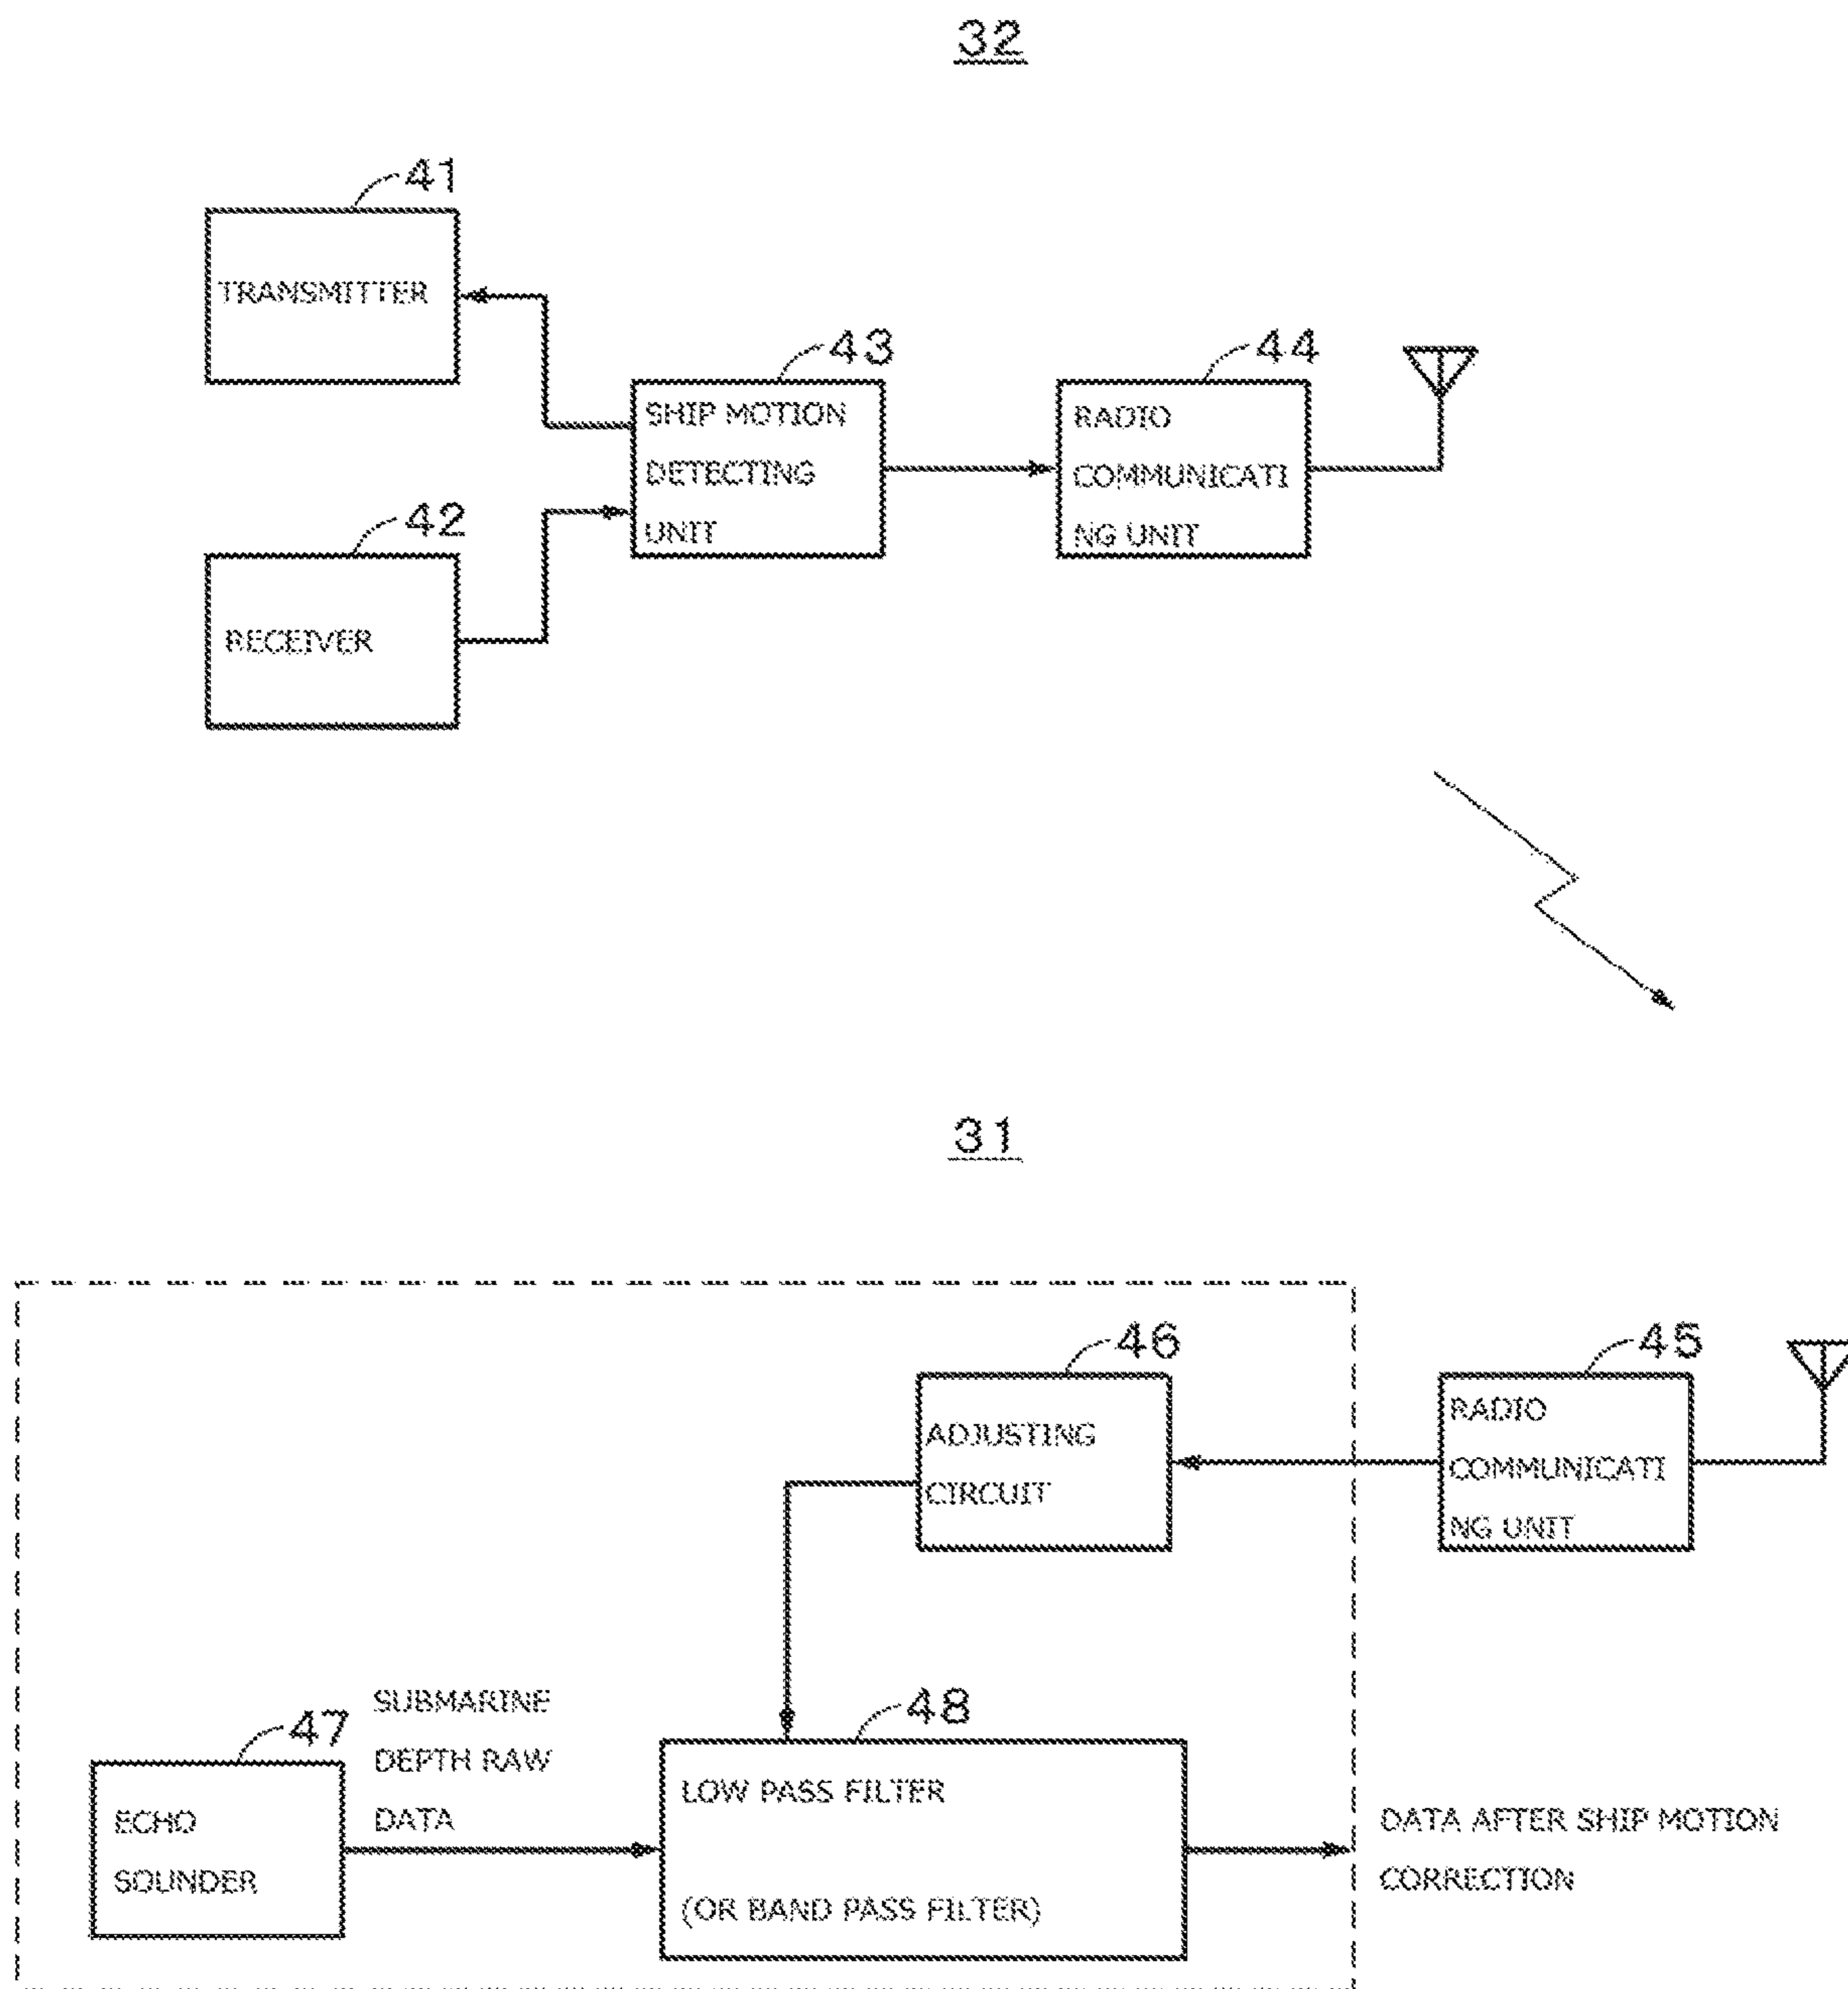 32
41
TRANSMITTER
43
SHIP MOTION
DETECTING
UNIT
44
RADIO
COMMUNICATI
NG UNIT
42
RECEIVER
31
46
ADJUSTING
CIRCUIT
45
RADIO
COMMUNICATI
NG UNIT
47
ECHO
SOUNDER
SUBMARINE
DEPTH RAW
DATA
48
LOW PASS FILTER
(OR BAND PASS FILTER)
DATA AFTER SHIP MOTION
CORRECTION